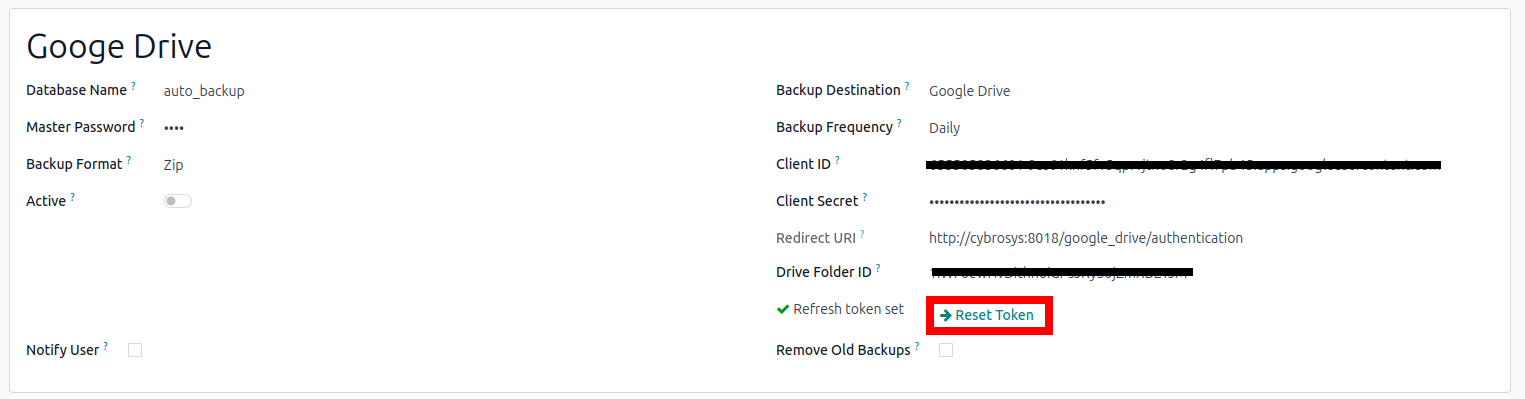 Googe Drive
Database Name ? auto_backup
Backup Destination ? Google Drive
Master Password ? ••••
Backup Frequency ? Daily
Backup Format ? Zip
Client ID ?
Active ?
Client Secret ? •••••••••••••••••••••••••••••••••••
Redirect URI ? http://cybrosys:8018/google_drive/authentication
Drive Folder ID ?
Refresh token set
Reset Token
Notify User ?
Remove Old Backups ?